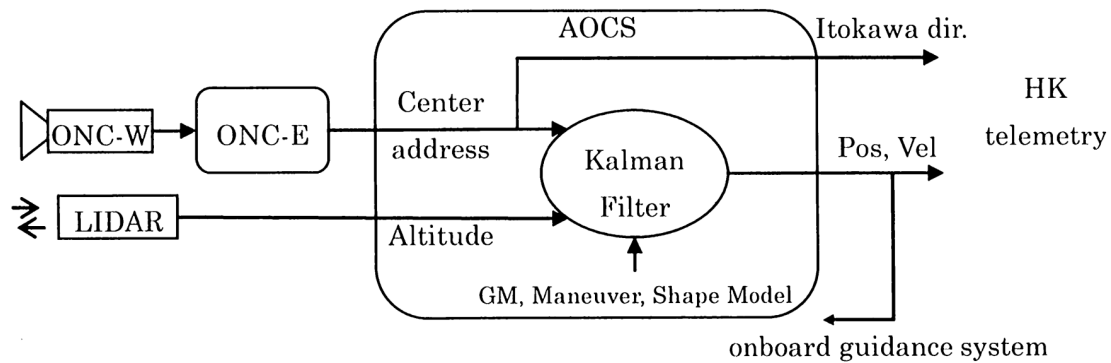 AOCS
Itokawa dir.
HK
telemetry
ONC-W
ONC-E
Center
address
Kalman
Filter
Pos, Vel
LIDAR
Altitude
GM, Maneuver, Shape Model
onboard guidance system